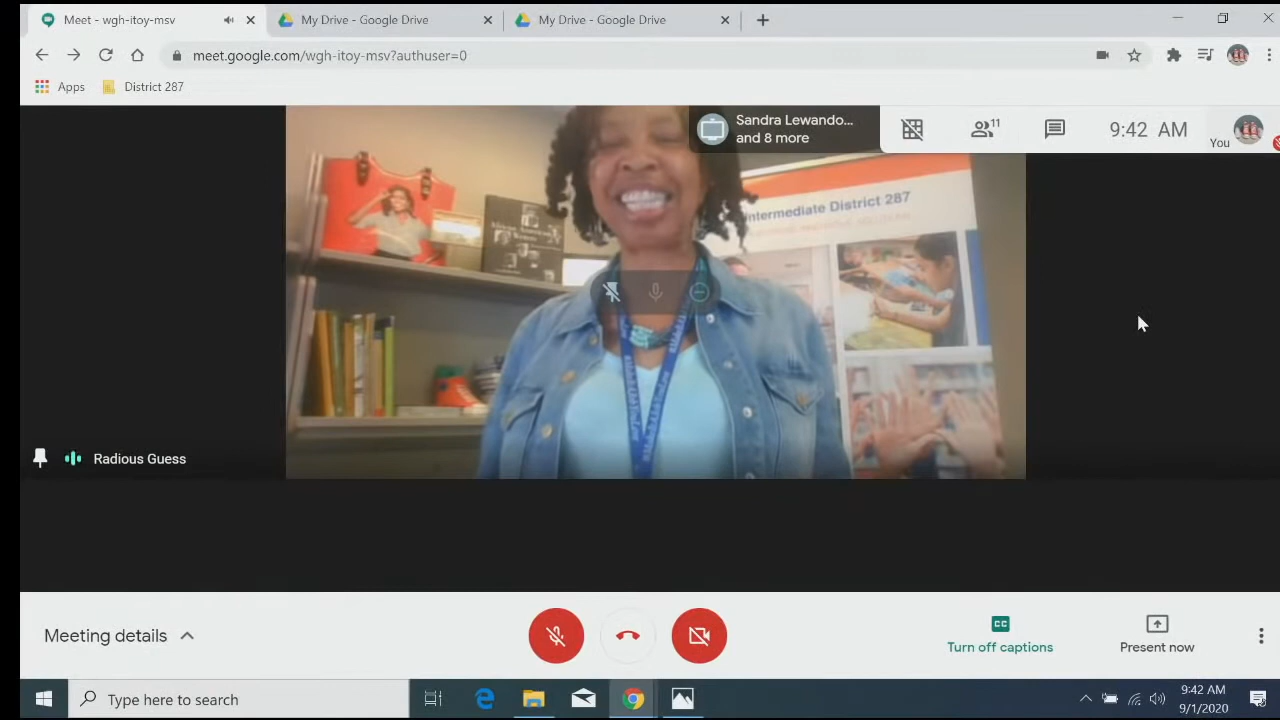 Meet - wgh-itoy-msv
My Drive - Google Drive
My Drive - Google Drive
meet.google.com/wgh-itoy-msv?authuser=0
Apps
District 287
Sandra Lewando...
and 8 more
11
9:42 AM
You
Intermediate District 287
Radious Guess
Meeting details
CC
Turn off captions
Present now
Type here to search
9:42 AM
9/1/2020